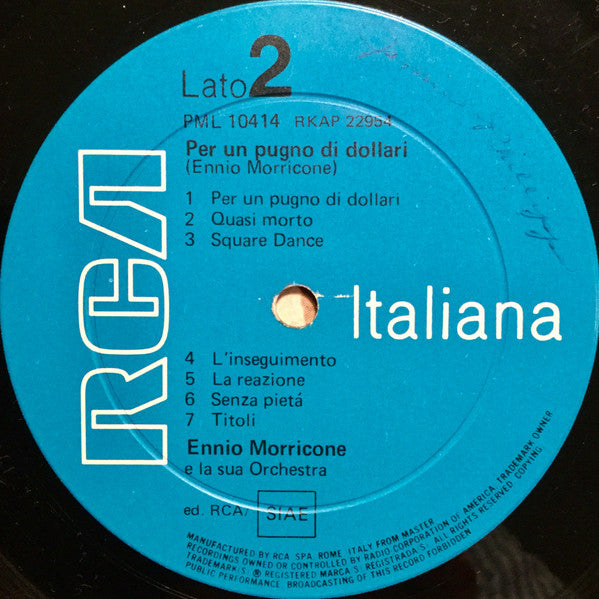 Lato 2
PML 10414 RKAP 22954
Per un pugno di dollari
(Ennio Morricone)
1 Per un pugno di dollari
2 Quasi morto
3 Square Dance
RCA Italiana
4 L'inseguimento
5 La reazione
6 Senza pietá
7 Titoli
Ennio Morricone
e la sua Orchestra
ed. RCA/ SIAE
MANUFACTURED BY RCA SPA. ROME. ITALY FROM MASTER
RECORDINGS OWNED OR CONTROLLED BY RADIO CORPORATION OF AMERICA. TRADEMARK OWNER
TRADEMARKS ® REGISTERED MARCA S. REGISTRADA S. ALL RIGHTS RESERVED. COPYING
PUBLIC PERFORMANCE BROADCASTING OF THIS RECORD FORBIDDEN